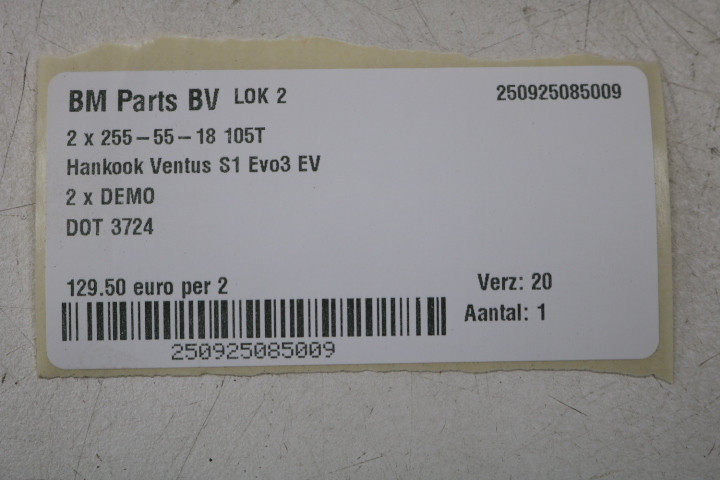 BM Parts BV LOK 2 250925085009
2 x 255-55-18 105T
Hankook Ventus S1 Evo3 EV
2 x DEMO
DOT 3724
129.50 euro per 2 Verz: 20
Aantal: 1
250925085009